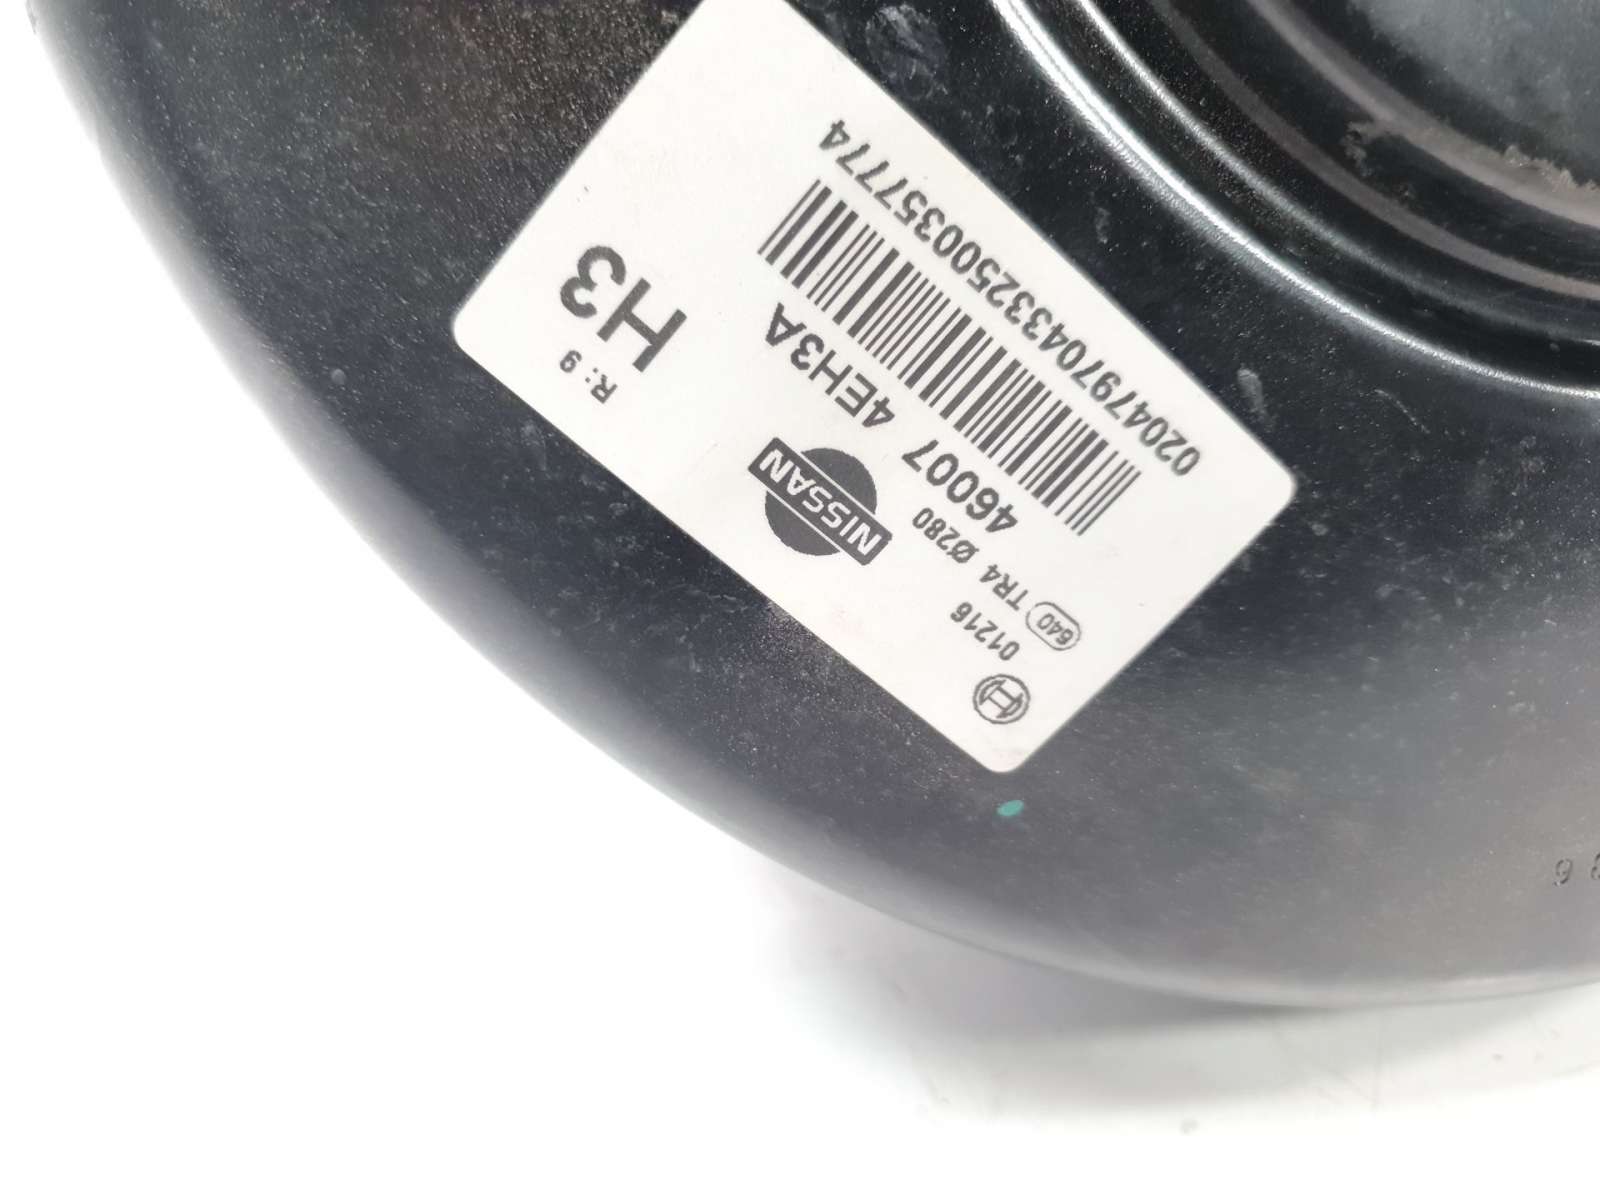 01216
640 TR4 Ø280
NISSAN
R: 9
H3
46007 4EH3A
020479704332500357774